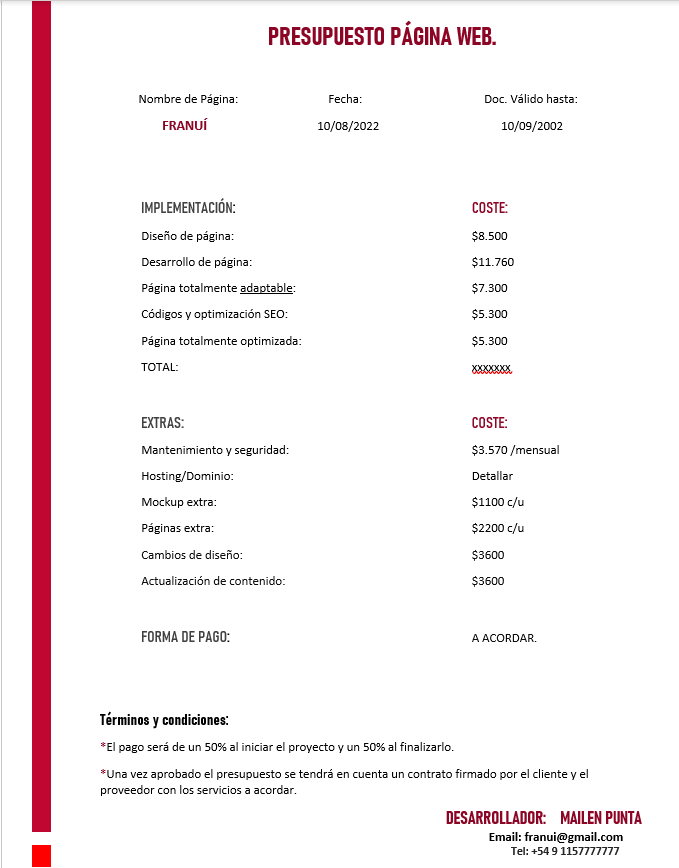 PRESUPUESTO PÁGINA WEB.
Nombre de Página: Fecha: Doc. Válido hasta:
FRANUÍ 10/08/2022 10/09/2002
IMPLEMENTACIÓN: COSTE:
Diseño de página: $8.500
Desarrollo de página: $11.760
Página totalmente adaptable: $7.300
Códigos y optimización SEO: $5.300
Página totalmente optimizada: $5.300
TOTAL: xxxxxxx
EXTRAS: COSTE:
Mantenimiento y seguridad: $3.570 /mensual
Hosting/Dominio: Detallar
Mockup extra: $1100 c/u
Páginas extra: $2200 c/u
Cambios de diseño: $3600
Actualización de contenido: $3600
FORMA DE PAGO: A ACORDAR.
Términos y condiciones:
*El pago será de un 50% al iniciar el proyecto y un 50% al finalizarlo.
*Una vez aprobado el presupuesto se tendrá en cuenta un contrato firmado por el cliente y el
proveedor con los servicios a acordar.
DESARROLLADOR: MAILEN PUNTA
Email: franui@gmail.com
Tel: +54 9 1157777777